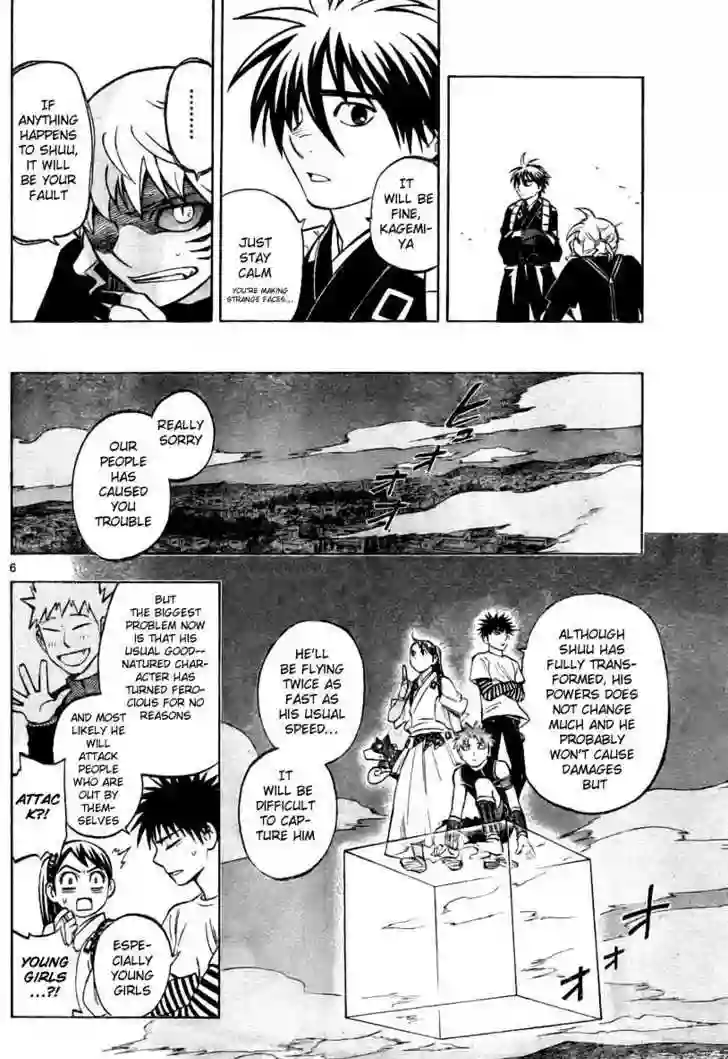 IT
WILL
BE
FINE,
KAGEMI-
YA
JUST
STAY
CALM
YOU'RE MAKING
STRANGE FACES...
.........
IF
ANYTHING
HAPPENS
TO SHUU,
IT WILL
BE YOUR
FAULT
REALLY
SORRY
OUR
PEOPLE
HAS
CAUSED
YOU
TROUBLE
ビュオォォ
6
ALTHOUGH
SHUU HAS
FULLY TRANS-
FORMED, HIS
POWERS DOES
NOT CHANGE
MUCH AND HE
PROBABLY
WON'T CAUSE
DAMAGES
BUT
HE'LL
BE FLYING
TWICE AS
FAST AS
HIS USUAL
SPEED...
IT
WILL BE
DIFFICULT
TO CAP-
TURE HIM
BUT
THE BIGGEST
PROBLEM NOW
IS THAT HIS
USUAL GOOD--
NATURED CHAR-
ACTER HAS
TURNED FERO-
CIOUS FOR NO
REASONS
AND MOST
LIKELY HE
WILL
ATTACK
PEOPLE
WHO ARE
OUT BY
THEM-
SELVES
ATTAC
K?!
ESPE-
CIALLY
YOUNG
GIRLS
YOUNG
GIRLS
...?!